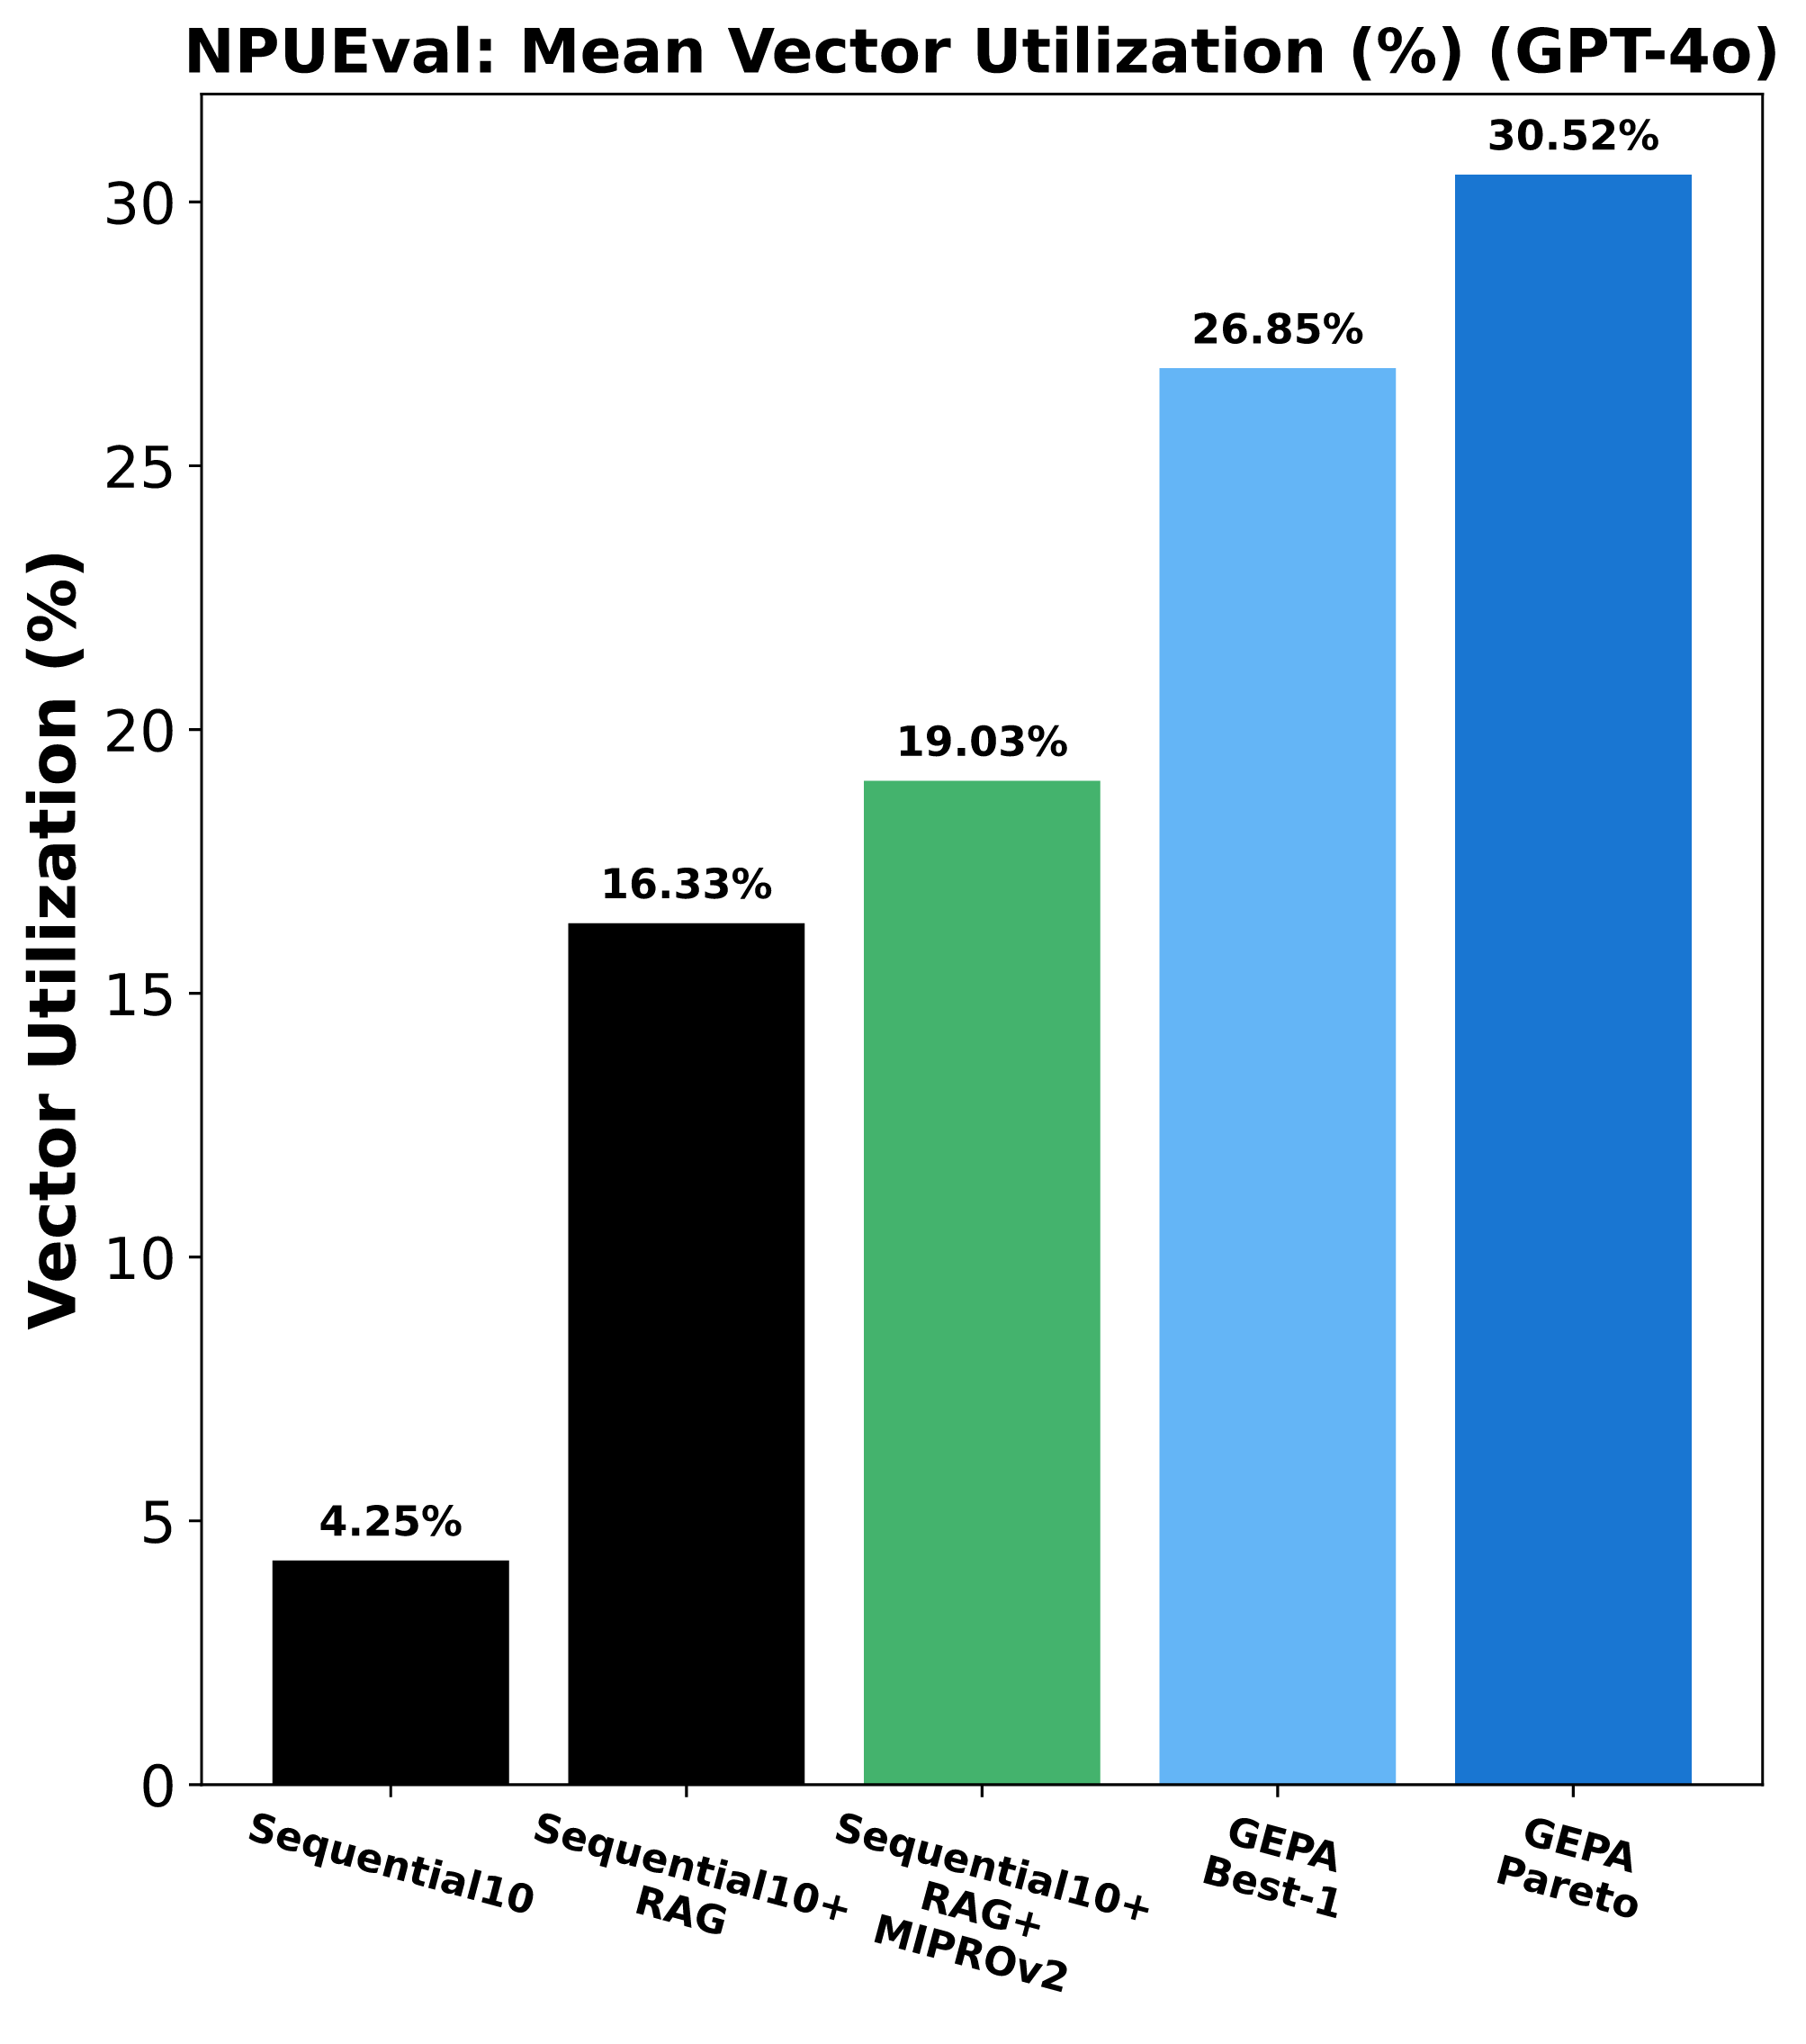 NPUEval: Mean Vector Utilization (%) (GPT-4o)
Vector Utilization (%)
30
25
20
15
10
5
0
4.25%
16.33%
19.03%
26.85%
30.52%
Sequential10
Sequential10+
RAG
Sequential10+
RAG+
MIPROv2
GEPA
Best-1
GEPA
Pareto